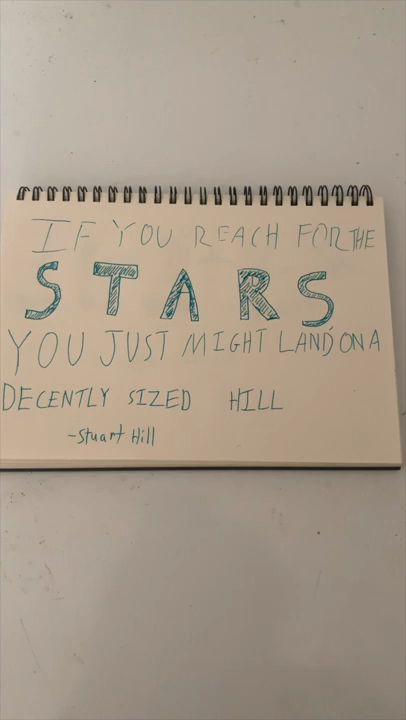 IF YOU REACH FOR THE
STARS
YOU JUST MIGHT LAND ON A
DECENTLY SIZED HILL
-Stuart Hill